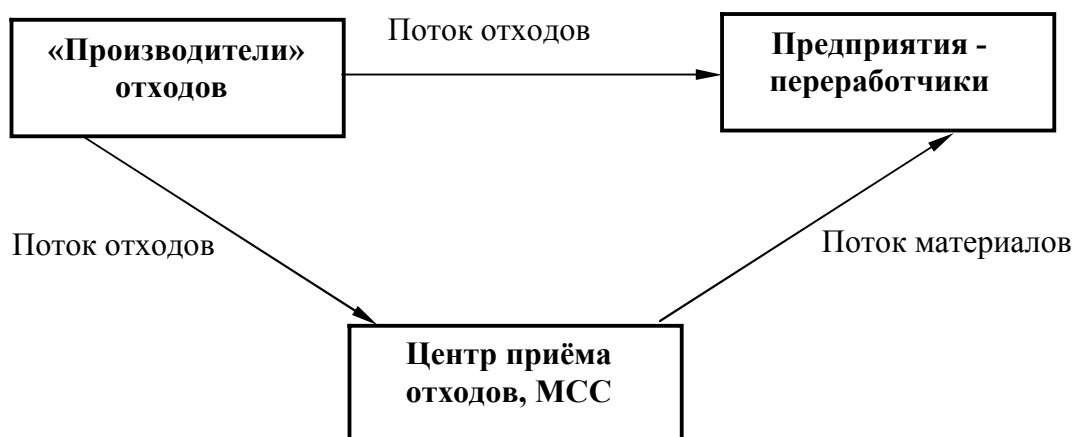 «Производители»
отходов
Поток отходов
Предприятия -
переработчики
Поток отходов
Поток материалов
Центр приёма
отходов, МСС